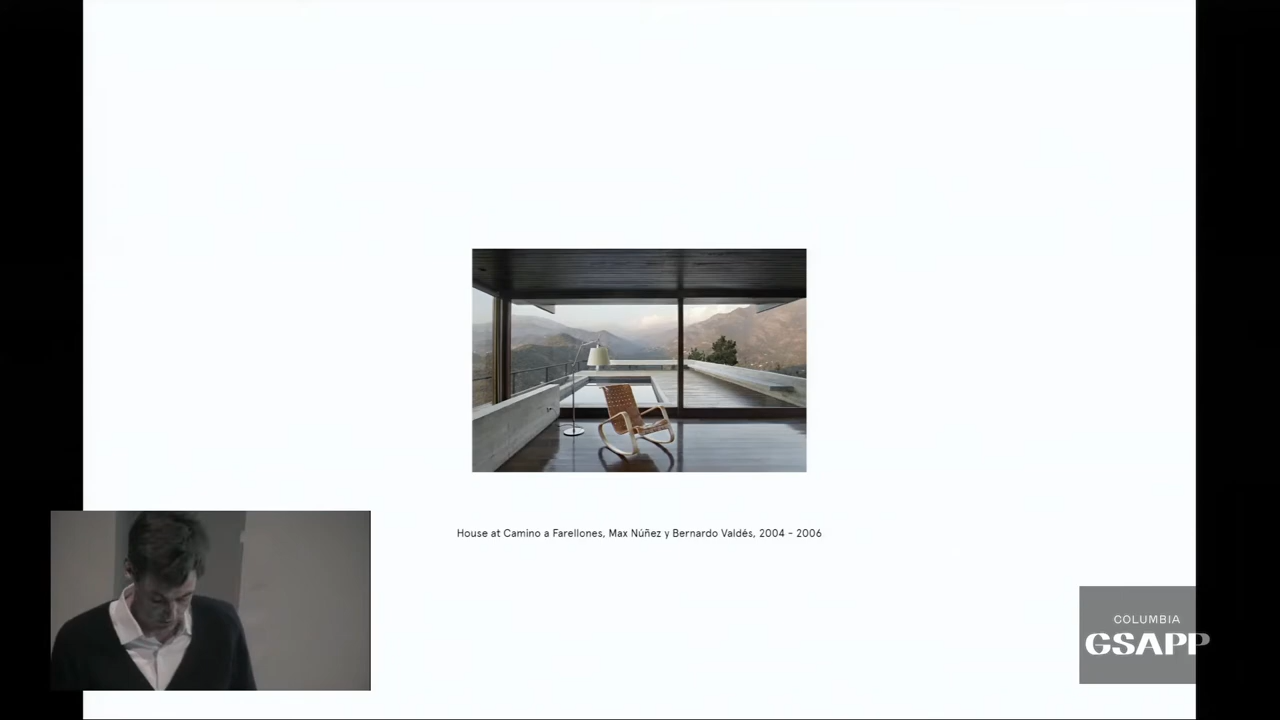 House at Camino a Farellones, Max Núñez y Bernardo Valdés, 2004 - 2006
COLUMBIA
GSAPP